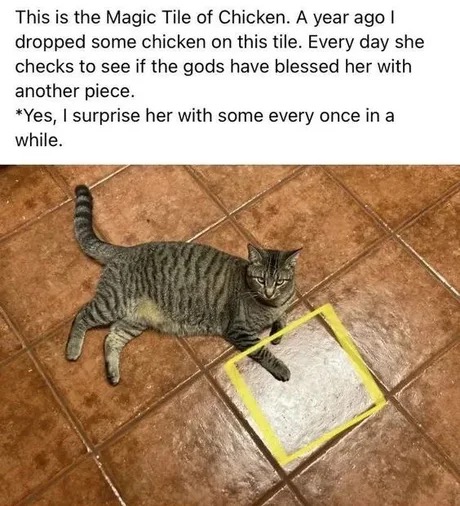 This is the Magic Tile of Chicken. A year ago I
dropped some chicken on this tile. Every day she
checks to see if the gods have blessed her with
another piece.
*Yes, I surprise her with some every once in a
while.